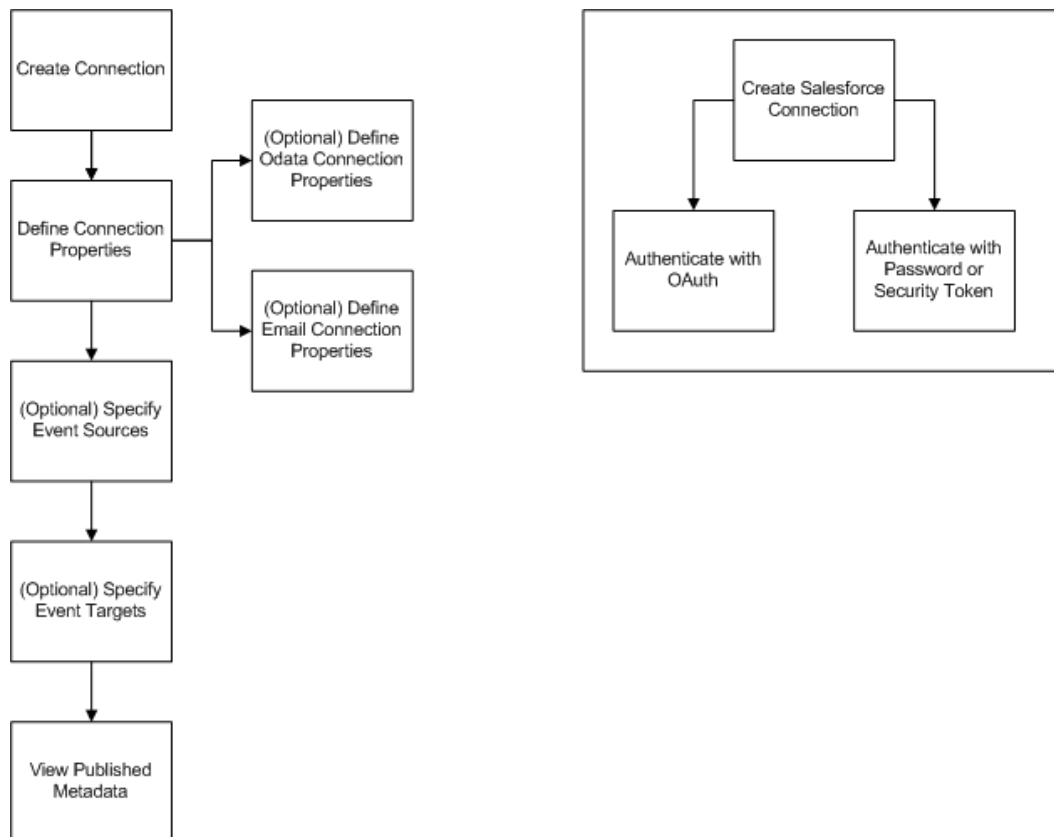 Create Connection
(Optional) Define
Odata Connection
Properties
Define Connection
Properties
(Optional) Define
Email Connection
Properties
(Optional) Specify
Event Sources
(Optional) Specify
Event Targets
View Published
Metadata
Create Salesforce
Connection
Authenticate with
OAuth
Authenticate with
Password or
Security Token